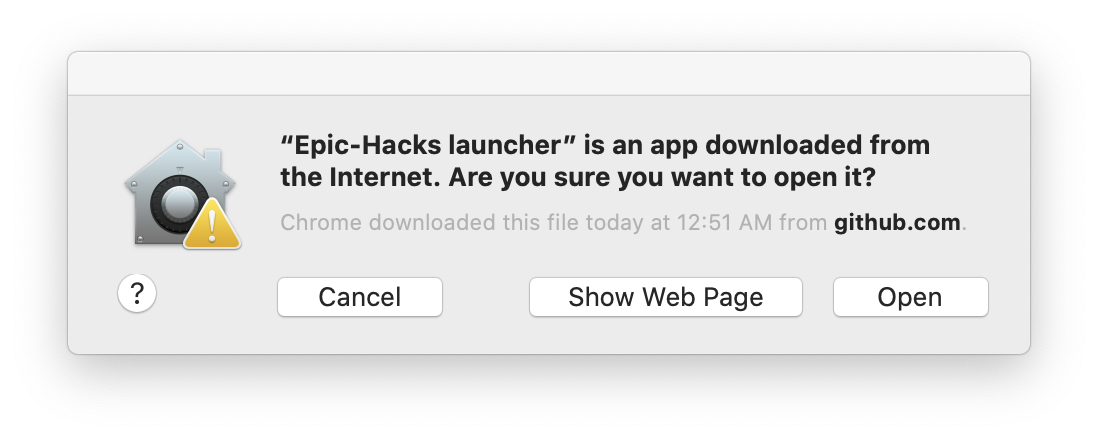 “Epic-Hacks launcher” is an app downloaded from
the Internet. Are you sure you want to open it?
Chrome downloaded this file today at 12:51 AM from github.com.
?
Cancel
Show Web Page
Open